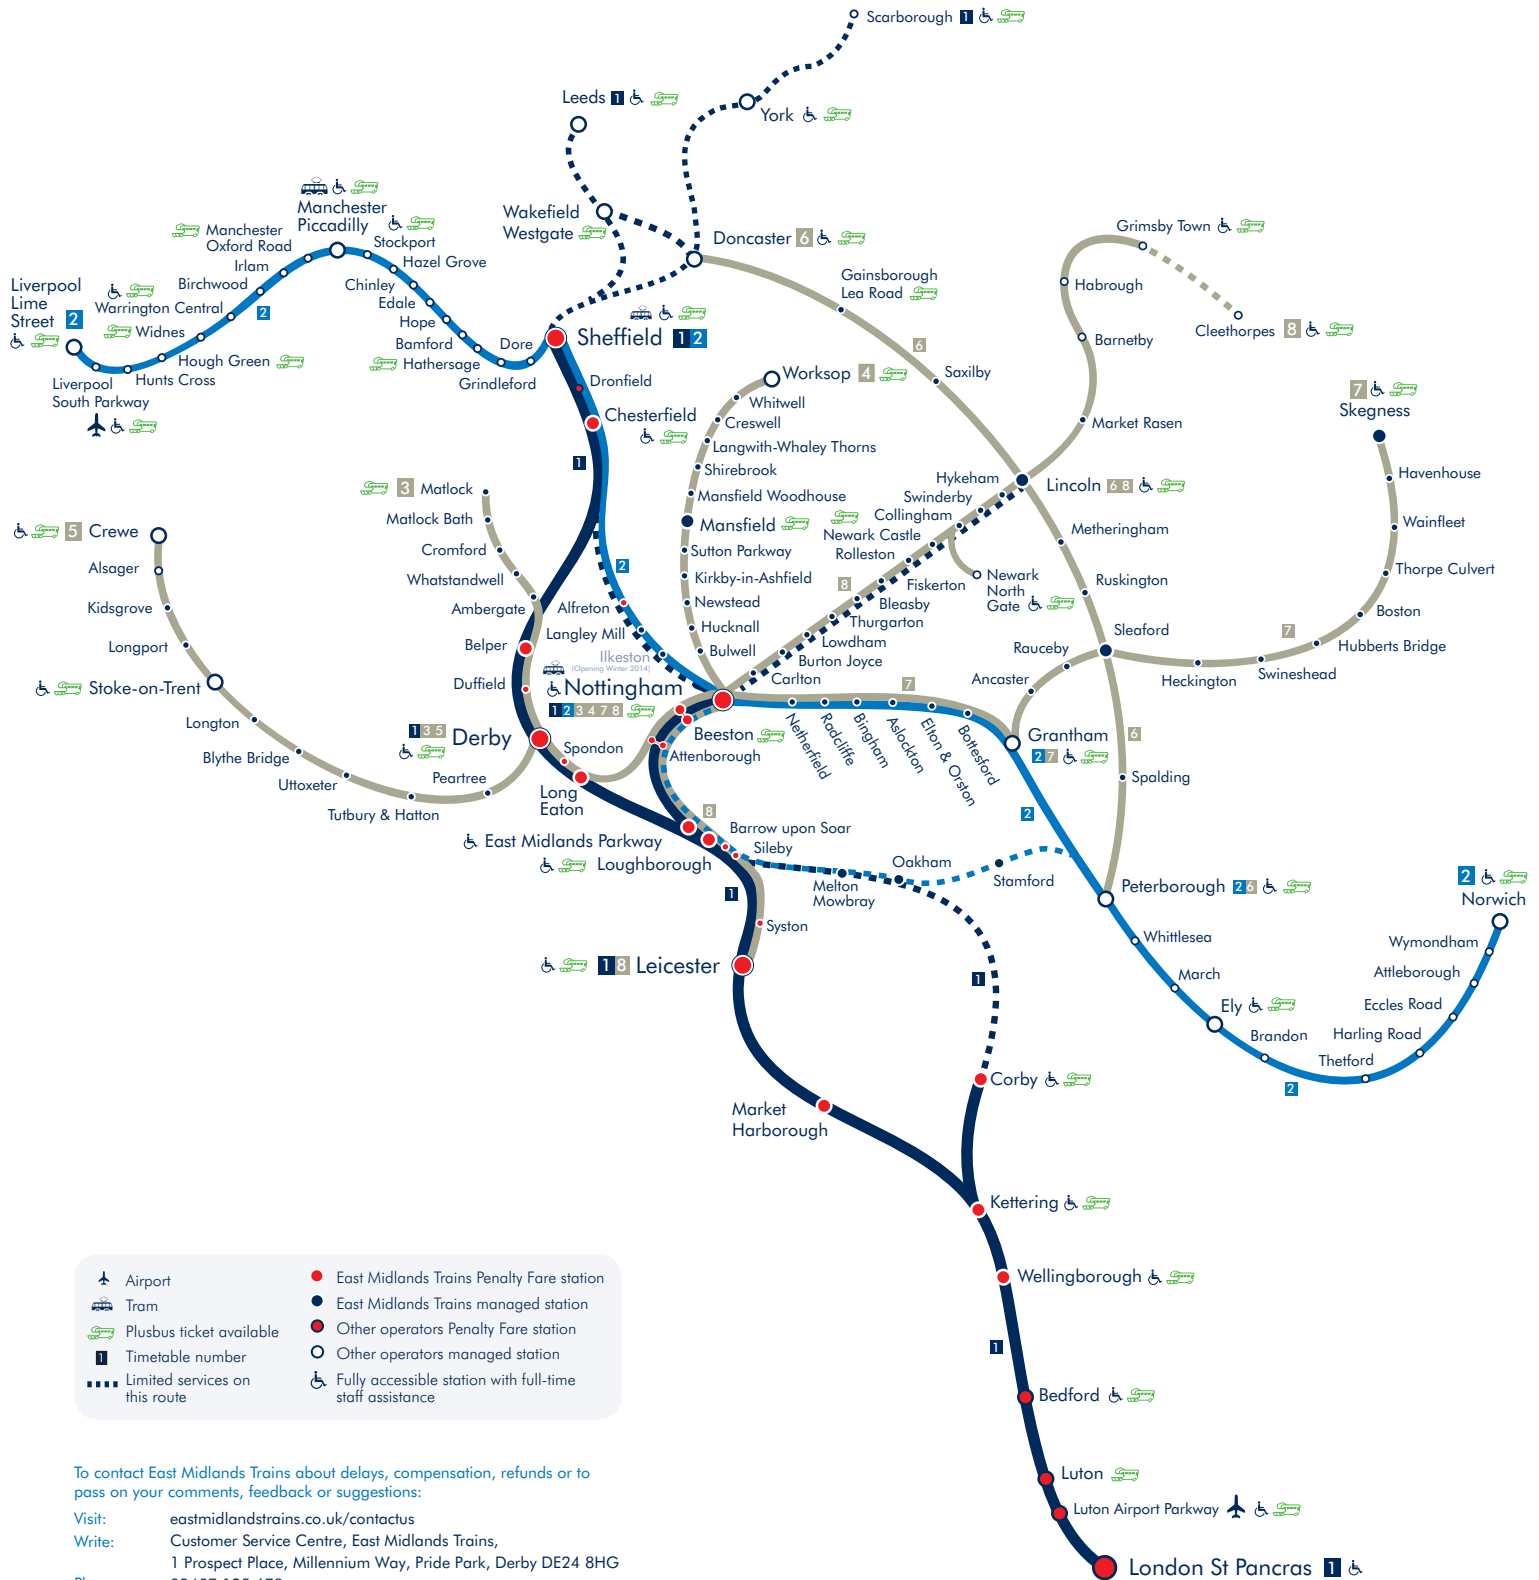 Scarborough 1
Leeds 1
York
Wakefield
Westgate
Doncaster 6
Manchester
Piccadilly
Manchester
Oxford Road
Stockport
Hazel Grove
Irlam
Birchwood
Chinley
Liverpool
Lime
Street 2
Warrington Central
2
Edale
Widnes
Hope
Bamford
Dore
Hough Green
Hathersage
Hunts Cross
Grindleford
Liverpool
South Parkway
Sheffield 1 2
Dronfield
Chesterfield
1
Gainsborough
Lea Road
6
Saxilby
Grimsby Town
Habrough
Cleethorpes 8
Barnetby
Market Rasen
7
Skegness
Havenhouse
Wainfleet
Thorpe Culvert
Boston
Hubberts Bridge
7
Swineshead
Heckington
Worksop 4
Whitwell
Creswell
Langwith-Whaley Thorns
Shirebrook
Mansfield Woodhouse
Mansfield
Sutton Parkway
Kirkby-in-Ashfield
Newstead
Hucknall
Bulwell
Hykeham
Lincoln 6 8
Swinderby
Collingham
Newark Castle
Rolleston
Metheringham
Newark
North
Gate
Fiskerton
8
Bleasby
Thurgarton
Lowdham
Burton Joyce
Carlton
Ruskington
Sleaford
Rauceby
Ancaster
3 Matlock
Matlock Bath
Cromford
Whatstandwell
Ambergate
Belper
Duffield
5 Crewe
Alsager
Kidsgrove
Longport
Stoke-on-Trent
Longton
Blythe Bridge
Uttoxeter
Tutbury & Hatton
Peartree
1 3 5 Derby
2
Alfreton
Langley Mill
Ilkeston
(Opening Winter 2014)
Nottingham
1 2 3 4 7 8
Spondon
Long
Eaton
Beeston
Attenborough
7
Netherfield
Radcliffe
Bingham
Aslockton
Elton & Orston
Bottesford
Grantham
2 7
6
Spalding
2
East Midlands Parkway
Loughborough
8
Barrow upon Soar
Sileby
Melton
Mowbray
Oakham
Stamford
Peterborough 2 6
1
Syston
1 8 Leicester
Whittlesea
March
Ely
Brandon
Thetford
2
Harling Road
Eccles Road
Attleborough
Wymondham
2
Norwich
1
Corby
Market
Harborough
Kettering
Wellingborough
1
Bedford
Luton
Luton Airport Parkway
London St Pancras 1
Airport
Tram
Plusbus ticket available
1 Timetable number
Limited services on
this route
East Midlands Trains Penalty Fare station
East Midlands Trains managed station
Other operators Penalty Fare station
Other operators managed station
Fully accessible station with full-time
staff assistance
To contact East Midlands Trains about delays, compensation, refunds or to
pass on your comments, feedback or suggestions:
Visit: eastmidlandstrains.co.uk/contactus
Write: Customer Service Centre, East Midlands Trains,
1 Prospect Place, Millennium Way, Pride Park, Derby DE24 8HG